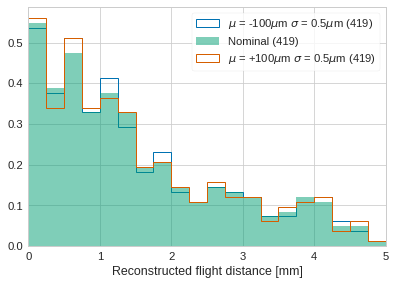 μ = -100μm σ = 0.5μm (419)
Nominal (419)
μ = +100μm σ = 0.5μm (419)
0.5
0.4
0.3
0.2
0.1
0.0
0 1 2 3 4 5
Reconstructed flight distance [mm]